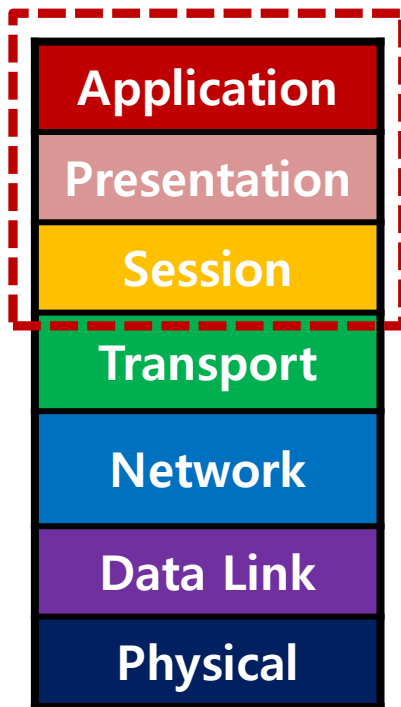 Application
Presentation
Session
Transport
Network
Data Link
Physical